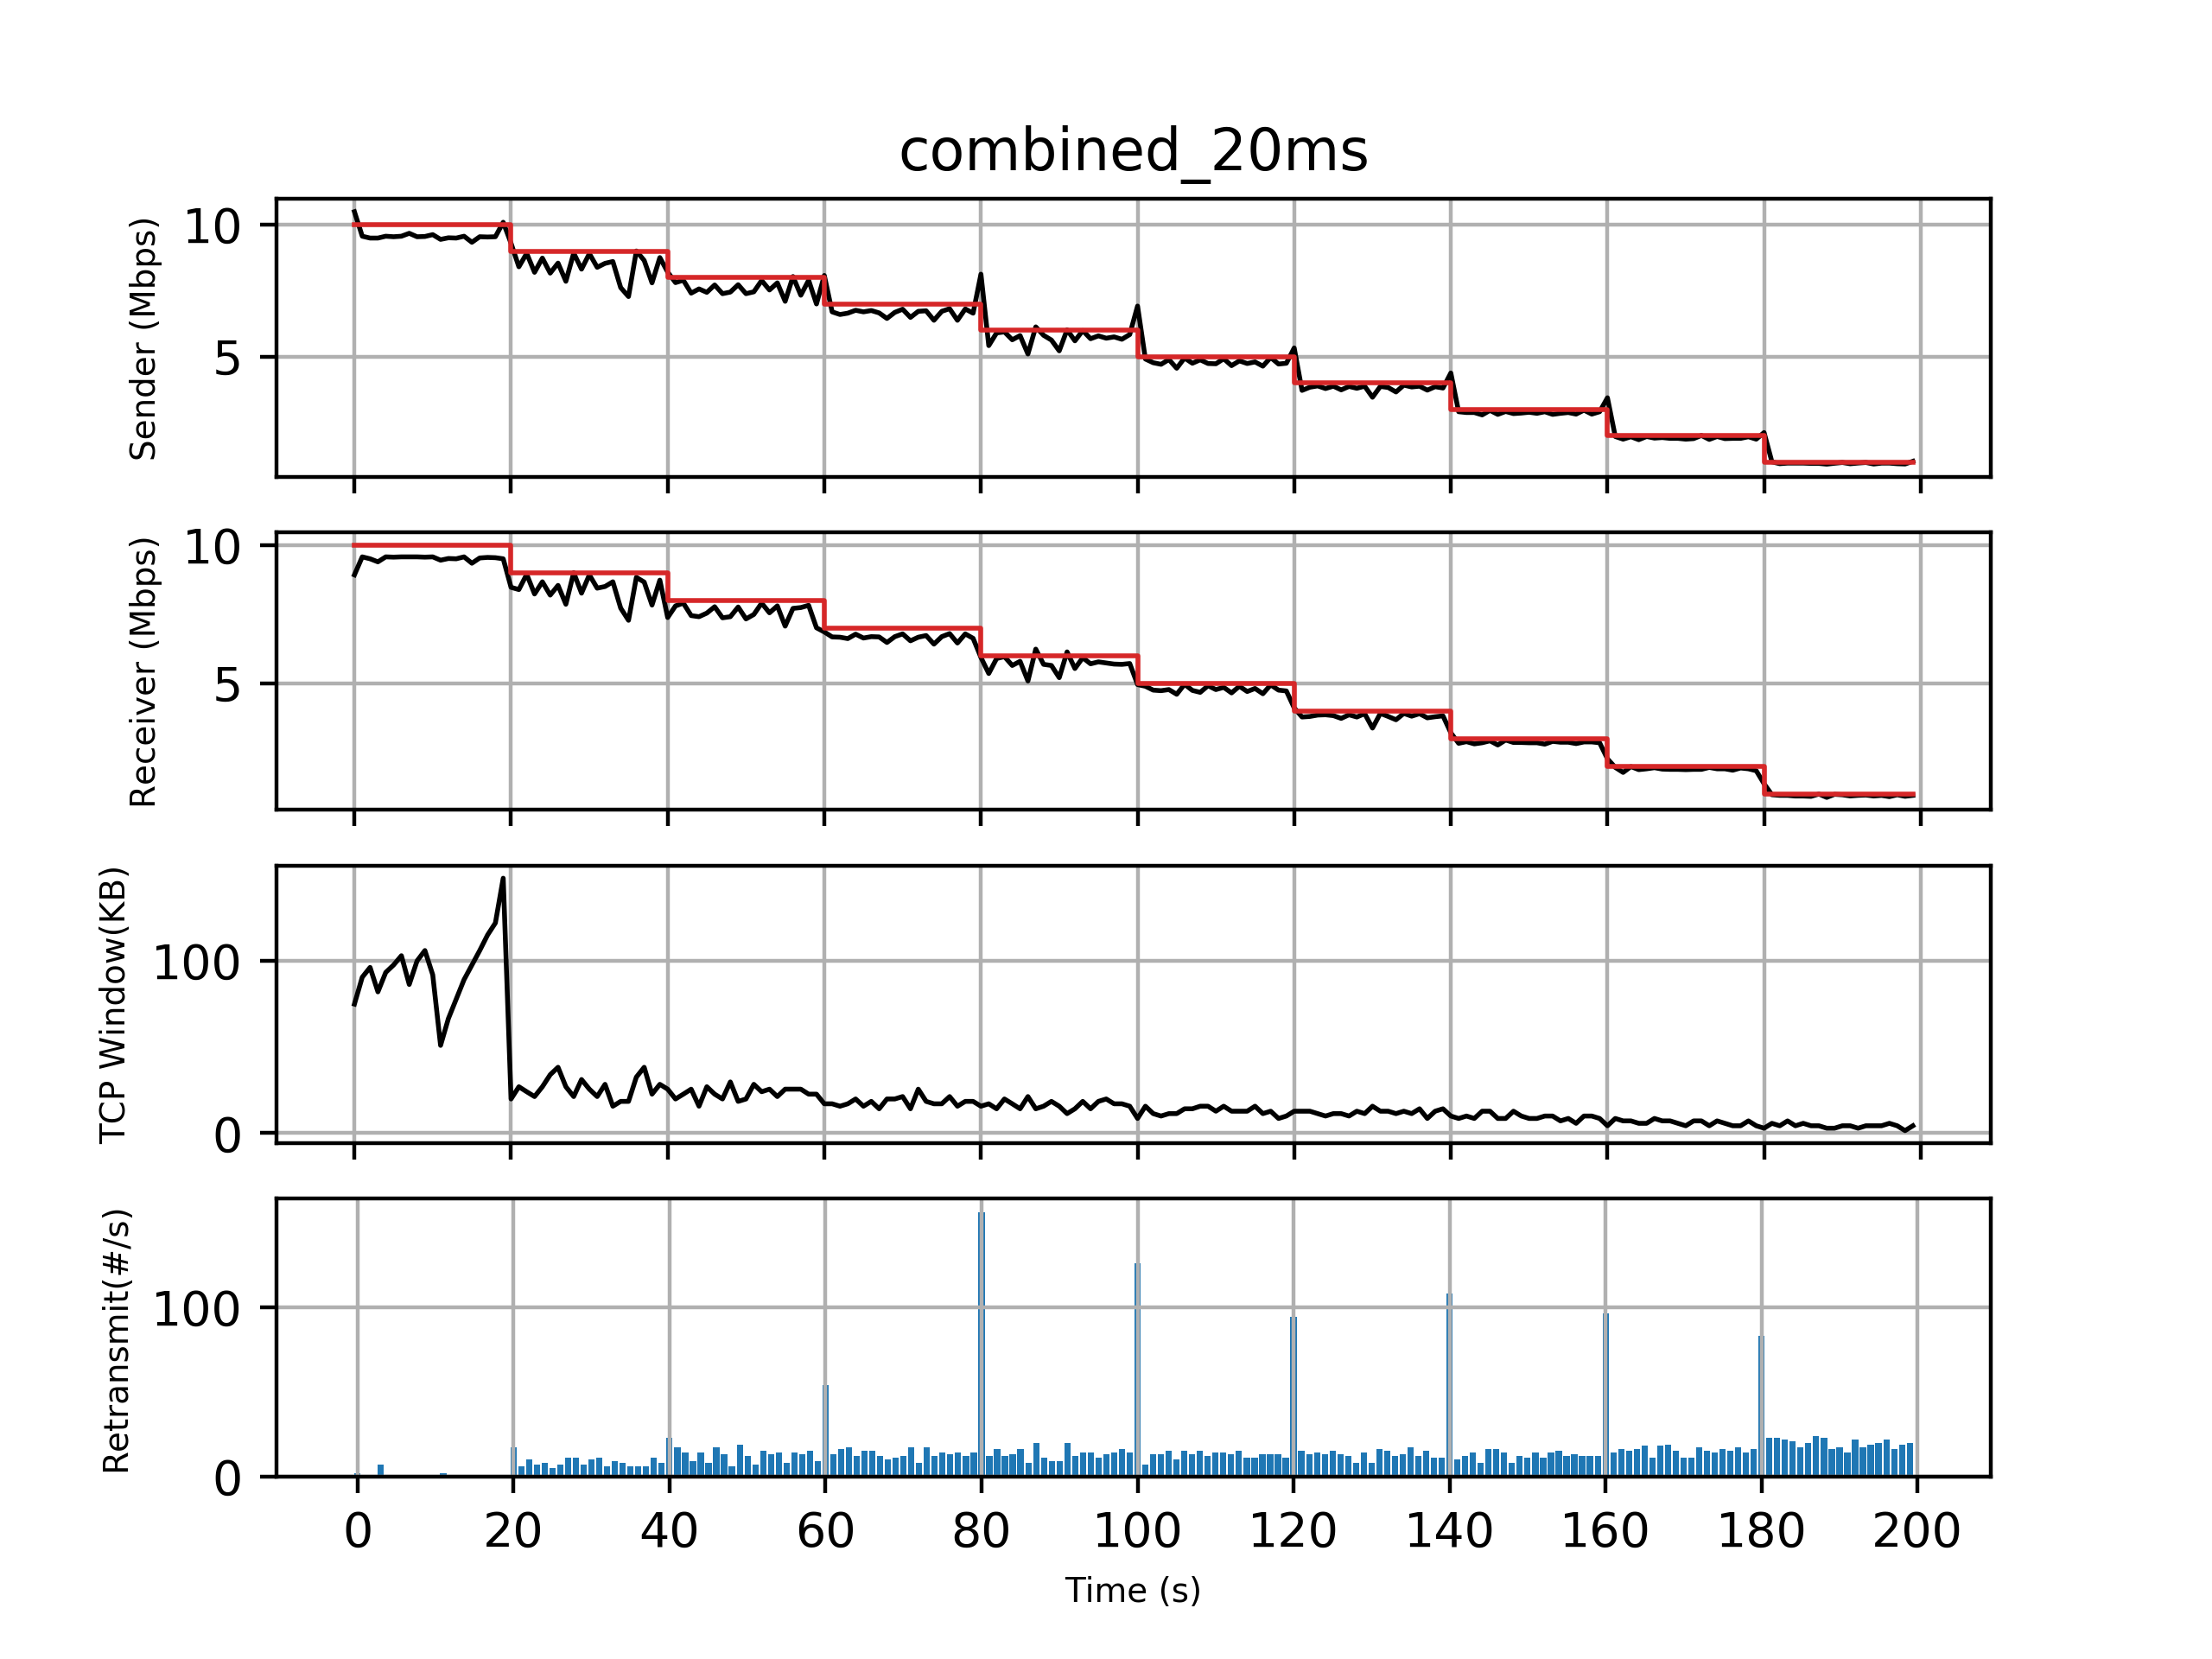 combined_20ms
Sender (Mbps)
10
5
Receiver (Mbps)
10
5
TCP Window(KB)
100
0
Retransmit(#/s)
100
0
0 20 40 60 80 100 120 140 160 180 200
Time (s)